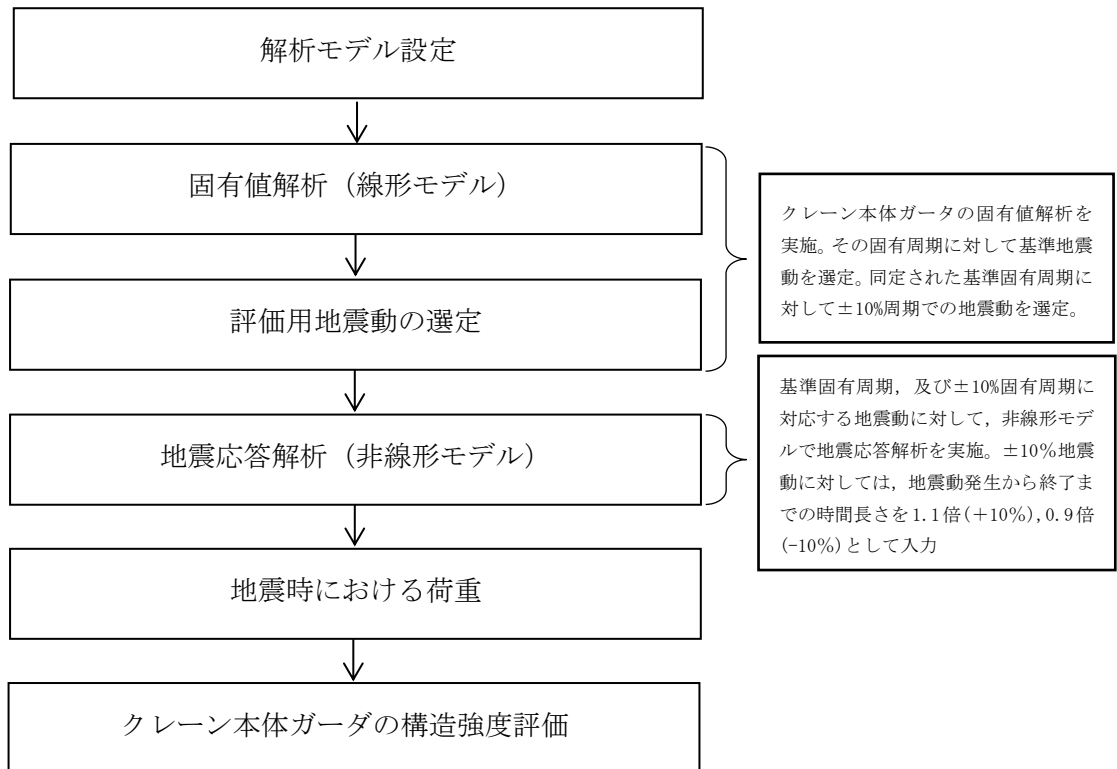 解析モデル設定
固有値解析（線形モデル）
評価用地震動の選定
クレーン本体ガータの固有値解析を
実施。その固有周期に対して基準地震
動を選定。同定された基準固有周期に
対して±10%周期での地震動を選定。
地震応答解析（非線形モデル）
基準固有周期，及び±10%固有周期に
対応する地震動に対して，非線形モデ
ルで地震応答解析を実施。±10％地震
動に対しては，地震動発生から終了ま
での時間長さを1.1倍(＋10％),0.9倍
(-10％)として入力
地震時における荷重
クレーン本体ガーダの構造強度評価